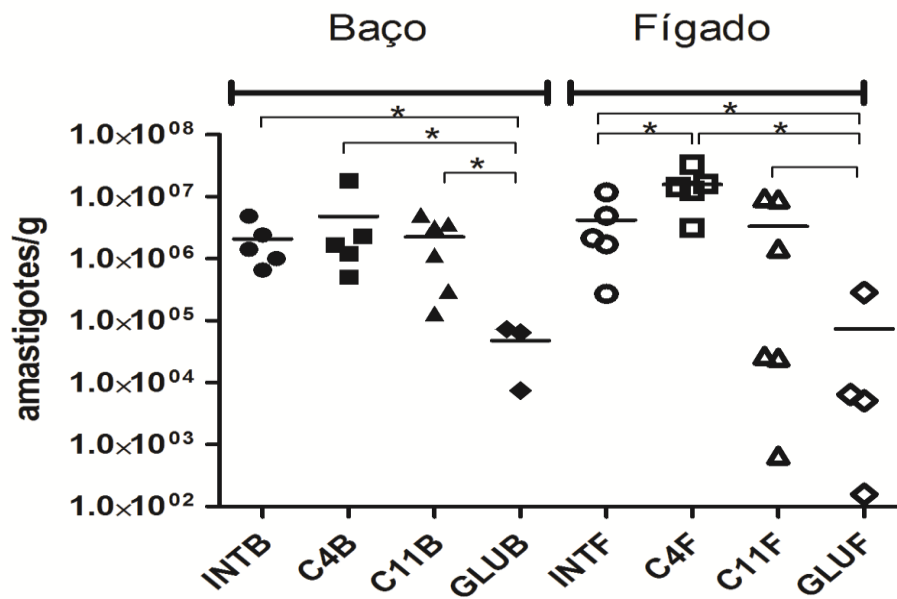 Baço Fígado
* *
* * *
*
amastigotes/g
1.0×10⁰⁸
1.0×10⁰⁷
1.0×10⁰⁶
1.0×10⁰⁵
1.0×10⁰⁴
1.0×10⁰³
1.0×10⁰²
INTB C4B C11B GLUB INTF C4F C11F GLUF